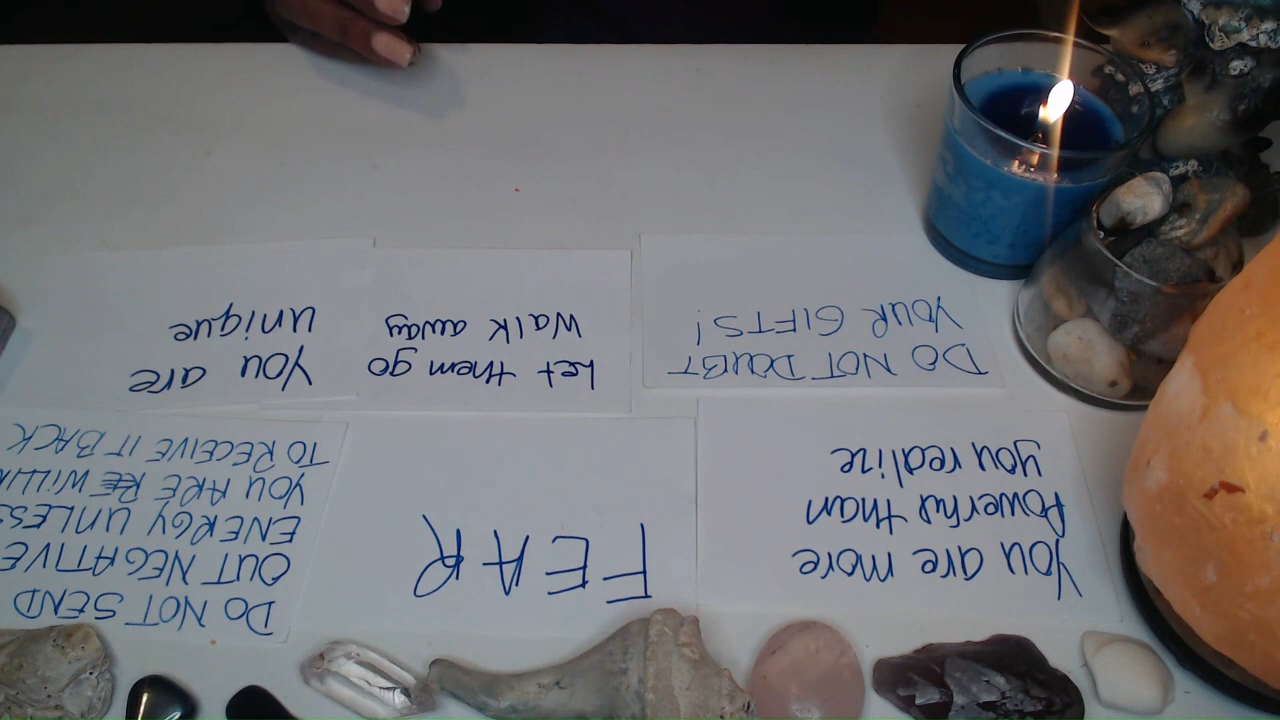 You are more
Powerful than
you realize
FEAR
DO NOT SEND
OUT NEGATIVE
ENERGY UNLESS
YOU ARE WILLIN
TO RECEIVE IT BACK
DO NOT DOUBT
YOUR GIFTS!
Let them go
Walk away
You are
unique